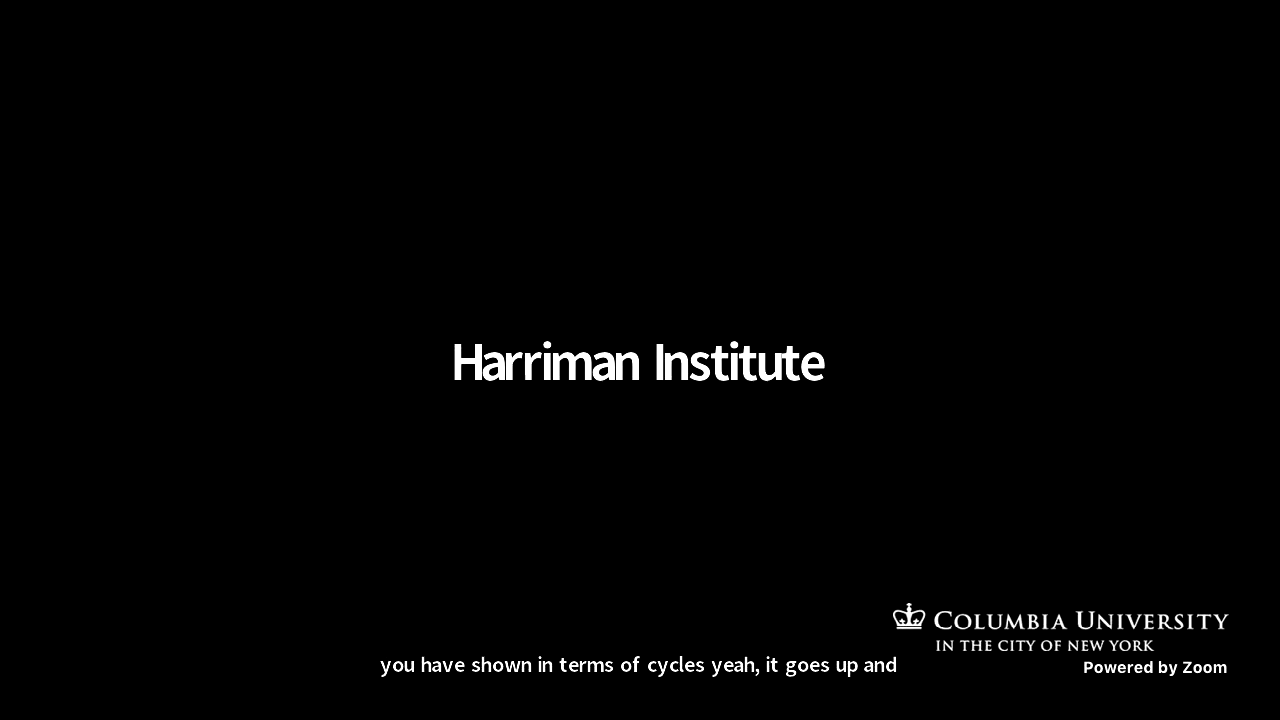 Harriman Institute
COLUMBIA UNIVERSITY
IN THE CITY OF NEW YORK
you have shown in terms of cycles yeah, it goes up and
Powered by Zoom